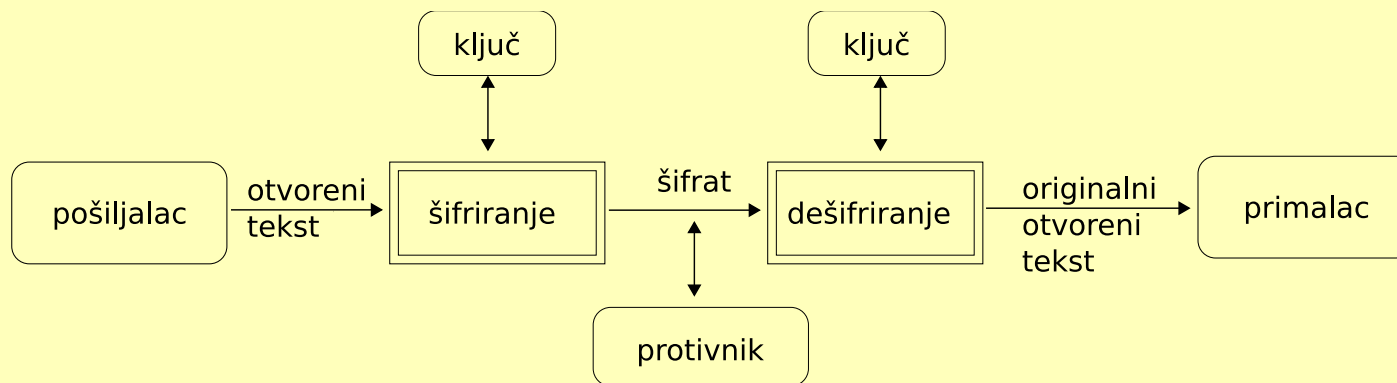 ključ
ključ
pošiljalac
otvoreni
tekst
šifriranje
šifrat
dešifriranje
originalni
otvoreni
tekst
primalac
protivnik